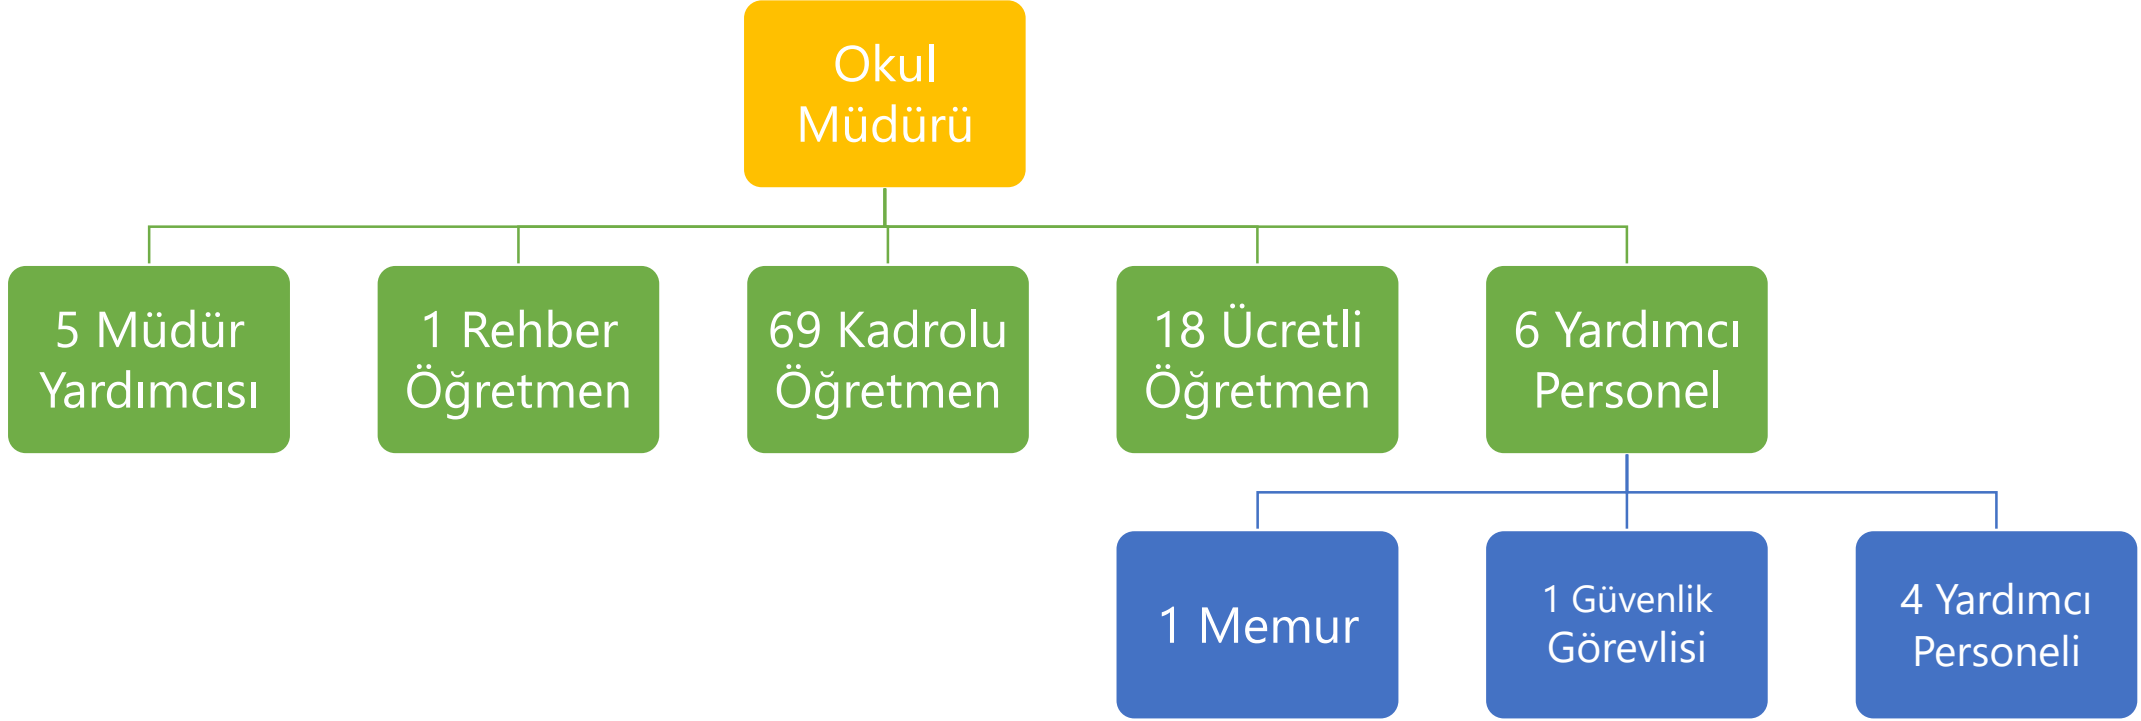 Okul
Müdürü
5 Müdür
Yardımcısı
1 Rehber
Öğretmen
69 Kadrolu
Öğretmen
18 Ücretli
Öğretmen
6 Yardımcı
Personel
1 Memur
1 Güvenlik
Görevlisi
4 Yardımcı
Personeli